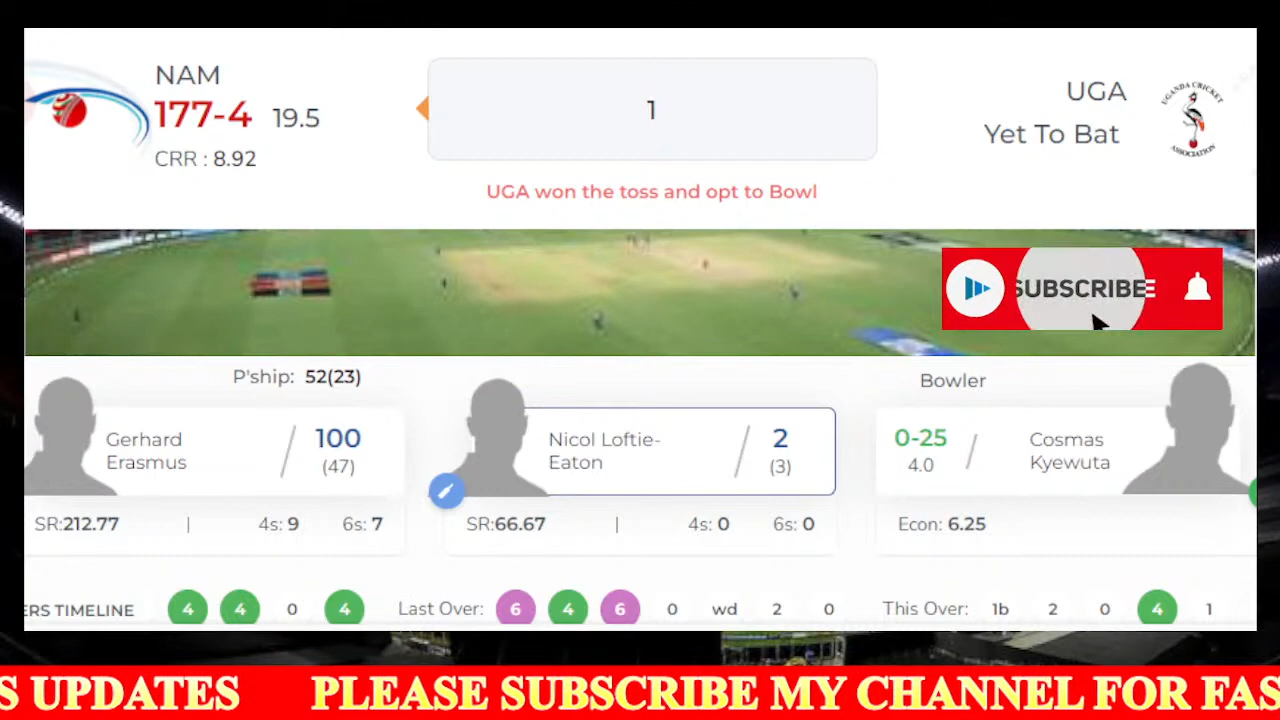 NAM
177-4 19.5
CRR : 8.92
1
UGA won the toss and opt to Bowl
UGA
Yet To Bat
UGANDA CRICKET
ASSOCIATION
SUBSCRIBE
P'ship: 52(23)
Gerhard
Erasmus
100
(47)
SR:212.77 | 4s: 9 6s: 7
Nicol Loftie-
Eaton
2
(3)
SR:66.67 | 4s: 0 6s: 0
Bowler
0-25
4.0
Cosmas
Kyewuta
Econ: 6.25
ERS TIMELINE 4 4 0 4 Last Over: 6 4 6 0 wd 2 0 This Over: 1b 2 0 4 1
S UPDATES PLEASE SUBSCRIBE MY CHANNEL FOR FAS